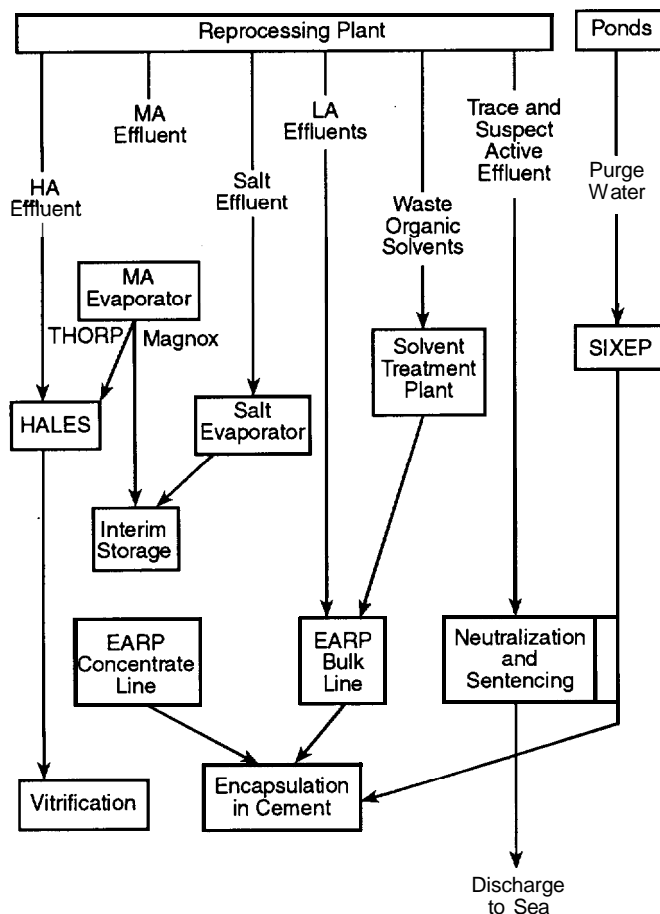 Reprocessing Plant
Ponds
MA
Effluent
LA
Effluents
Trace and
Suspect
Active
Effluent
HA
Effluent
Salt
Effluent
Purge
Water
Waste
Organic
Solvents
MA
Evaporator
THORP
Magnox
Solvent
Treatment
Plant
SIXEP
HALES
Salt
Evaporator
Interim
Storage
EARP
Concentrate
Line
EARP
Bulk
Line
Neutralization
and
Sentencing
Vitrification
Encapsulation
in Cement
Discharge
to Sea